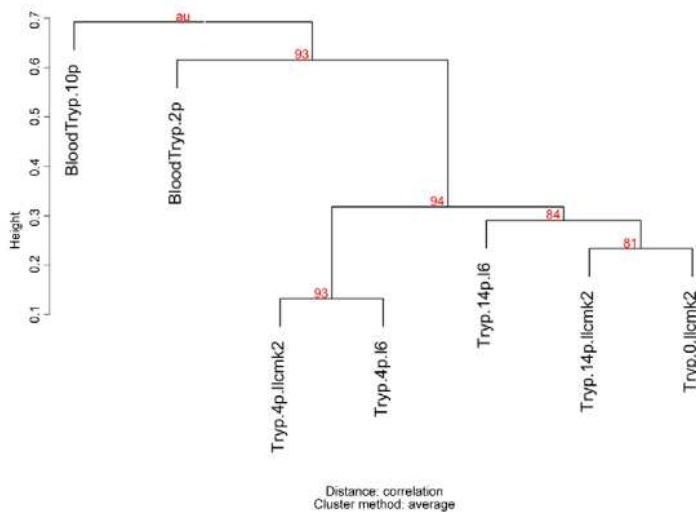 0.7
0.6
0.5
0.4
0.3
0.2
0.1
Height
au
93
94
84
93
81
BloodTryp.10p
BloodTryp.2p
Tryp.4p.llcmk2
Tryp.4p.l6
Tryp.14p.l6
Tryp.14p.llcmk2
Tryp.0.llcmk2
Distance: correlation
Cluster method: average